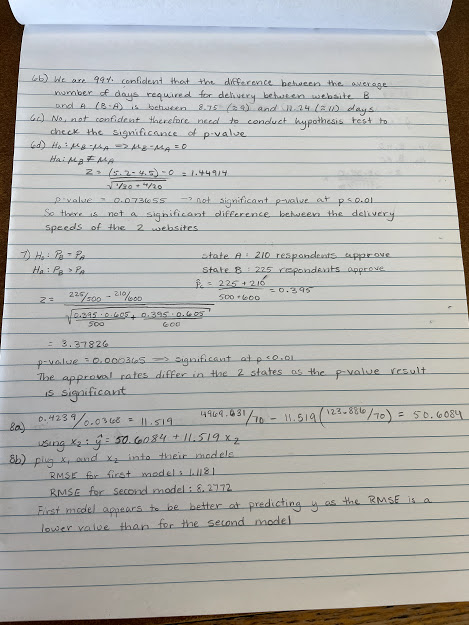 6b) We are 99% confident that the difference between the average
number of days required for delivery between website B
and A (B-A) is between 8.75 (≈9) and 11.24 (≈11) days
6c) No, not confident therefore need to conduct hypothesis test to
check the significance of p-value
6d) H₀: μB = μA => μB - μA = 0
Ha: μB ≠ μA
Z = (5.2 - 4.5) - 0 / √1/20 + 4/20 = 1.44914
p-value = 0.073655 => not significant p-value at p<0.01
So there is not a significant difference between the delivery
speeds of the 2 websites
7) H₀: PB = PA State A: 210 respondents approve
Ha: PB > PA State B: 225 respondents approve
p̂c = 225 + 210 / 500 + 600 = 0.395
Z = 225/500 - 210/600 / √0.395·0.605/500 + 0.395·0.605/600
= 3.37826
p-value = 0.000365 => significant at p<0.01
The approval rates differ in the 2 states as the p-value result
is significant
8a) 0.4239/0.0368 = 11.519 4969.631/70 - 11.519(123.886/70) = 50.6084
using x₂: ŷ = 50.6084 + 11.519 x₂
8b) plug x₁ and x₂ into their models
RMSE for first model: 1.1181
RMSE for second model: 8.2772
First model appears to be better at predicting y as the RMSE is a
lower value than for the second model